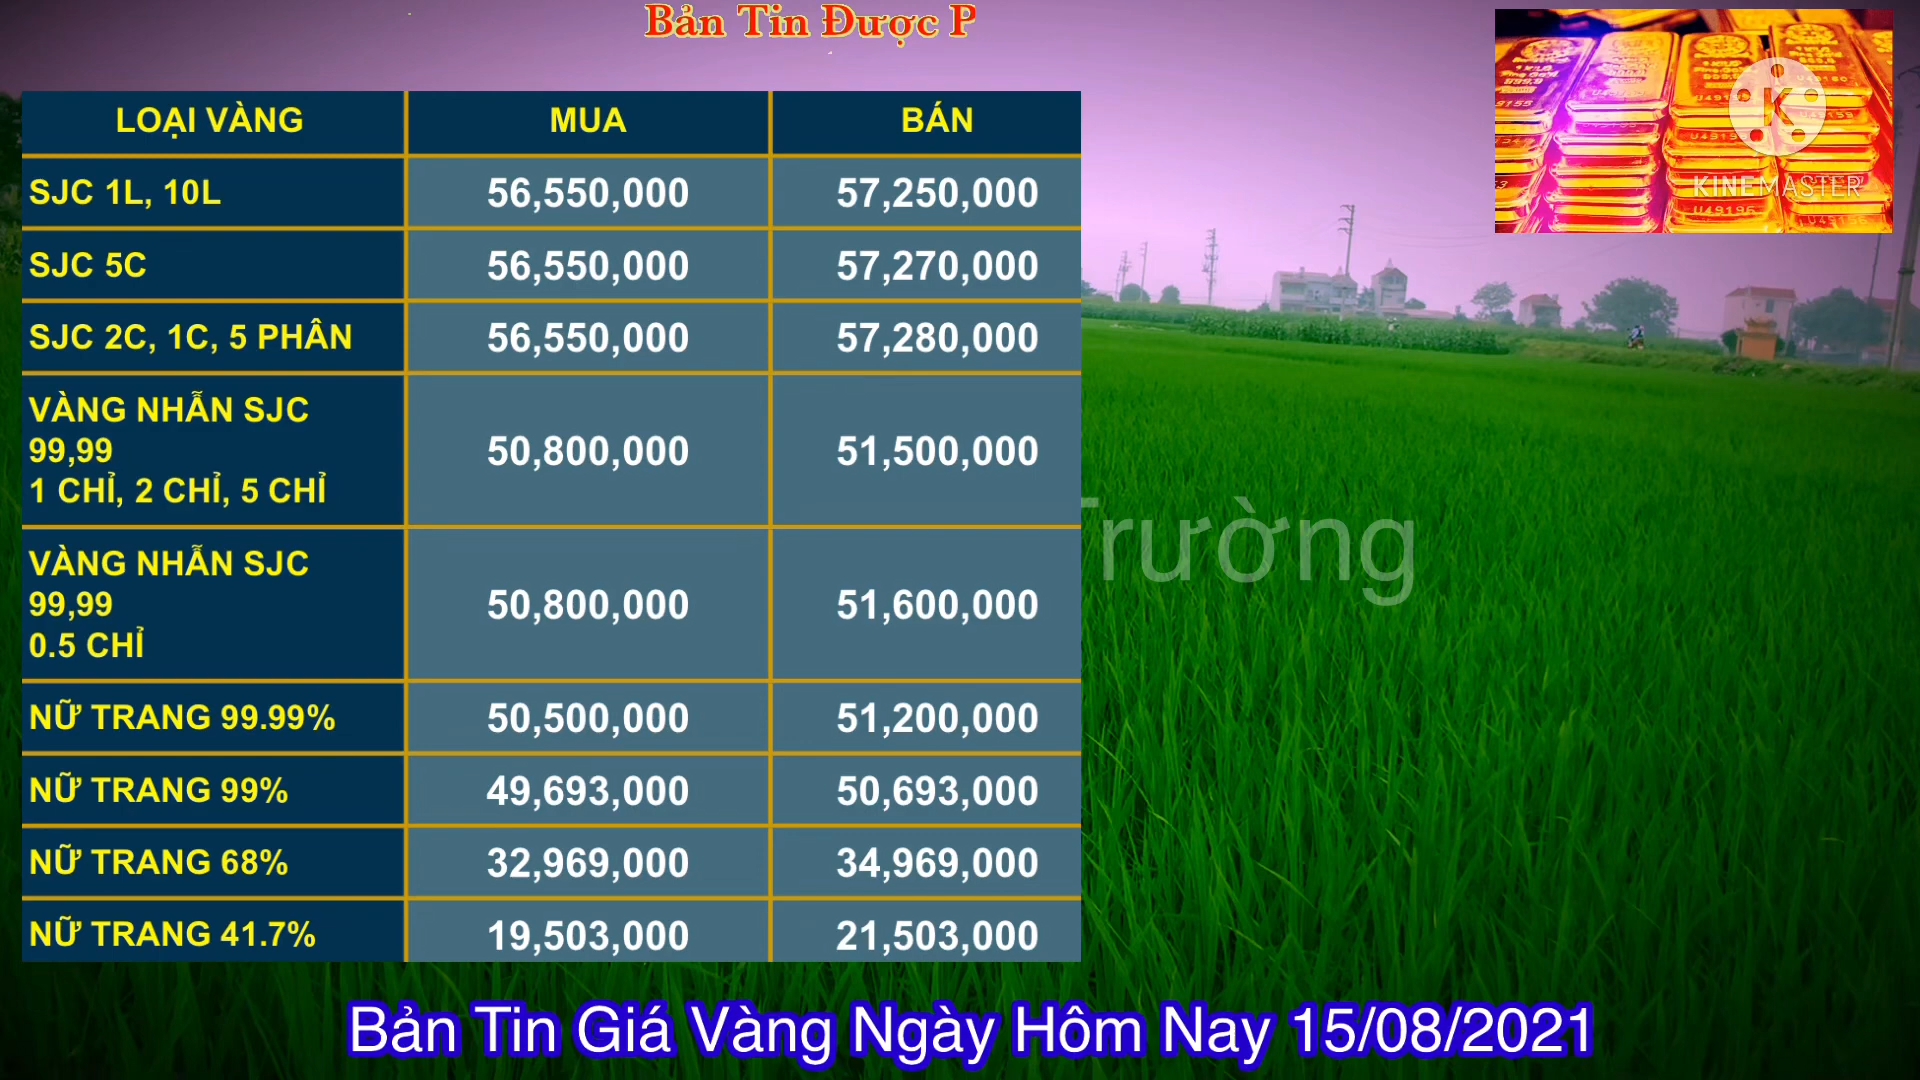 Bản Tin Được P
LOẠI VÀNG MUA BÁN
SJC 1L, 10L 56,550,000 57,250,000
SJC 5C 56,550,000 57,270,000
SJC 2C, 1C, 5 PHÂN 56,550,000 57,280,000
VÀNG NHẪN SJC
99,99
1 CHỈ, 2 CHỈ, 5 CHỈ 50,800,000 51,500,000
VÀNG NHẪN SJC
99,99
0.5 CHỈ 50,800,000 51,600,000
NỮ TRANG 99.99% 50,500,000 51,200,000
NỮ TRANG 99% 49,693,000 50,693,000
NỮ TRANG 68% 32,969,000 34,969,000
NỮ TRANG 41.7% 19,503,000 21,503,000
Trường
K
KINEMASTER
U49196
Bản Tin Giá Vàng Ngày Hôm Nay 15/08/2021